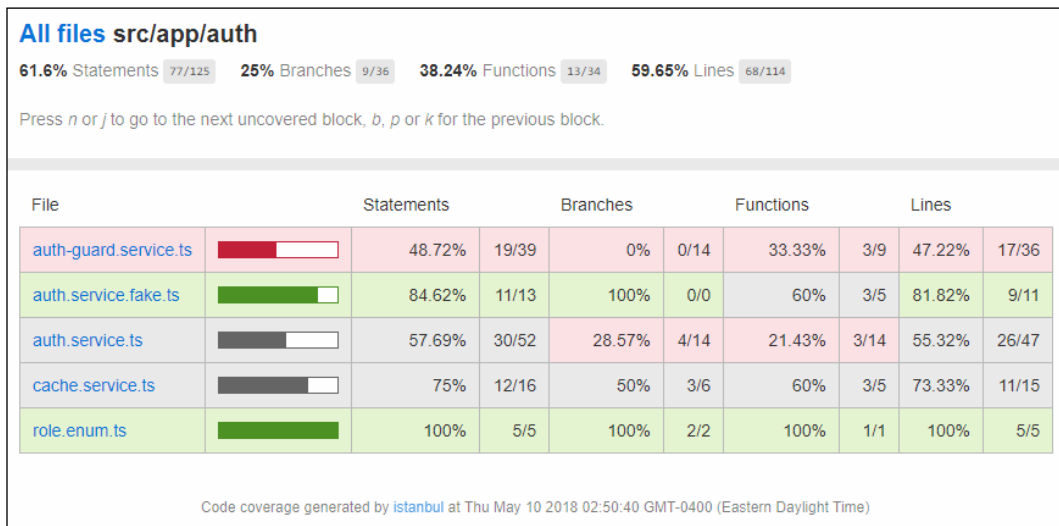 All files src/app/auth
61.6% Statements 77/125 25% Branches 9/36 38.24% Functions 13/34 59.65% Lines 68/114
Press n or j to go to the next uncovered block, b, p or k for the previous block.
File Statements Branches Functions Lines
auth-guard.service.ts 48.72% 19/39 0% 0/14 33.33% 3/9 47.22% 17/36
auth.service.fake.ts 84.62% 11/13 100% 0/0 60% 3/5 81.82% 9/11
auth.service.ts 57.69% 30/52 28.57% 4/14 21.43% 3/14 55.32% 26/47
cache.service.ts 75% 12/16 50% 3/6 60% 3/5 73.33% 11/15
role.enum.ts 100% 5/5 100% 2/2 100% 1/1 100% 5/5
Code coverage generated by istanbul at Thu May 10 2018 02:50:40 GMT-0400 (Eastern Daylight Time)